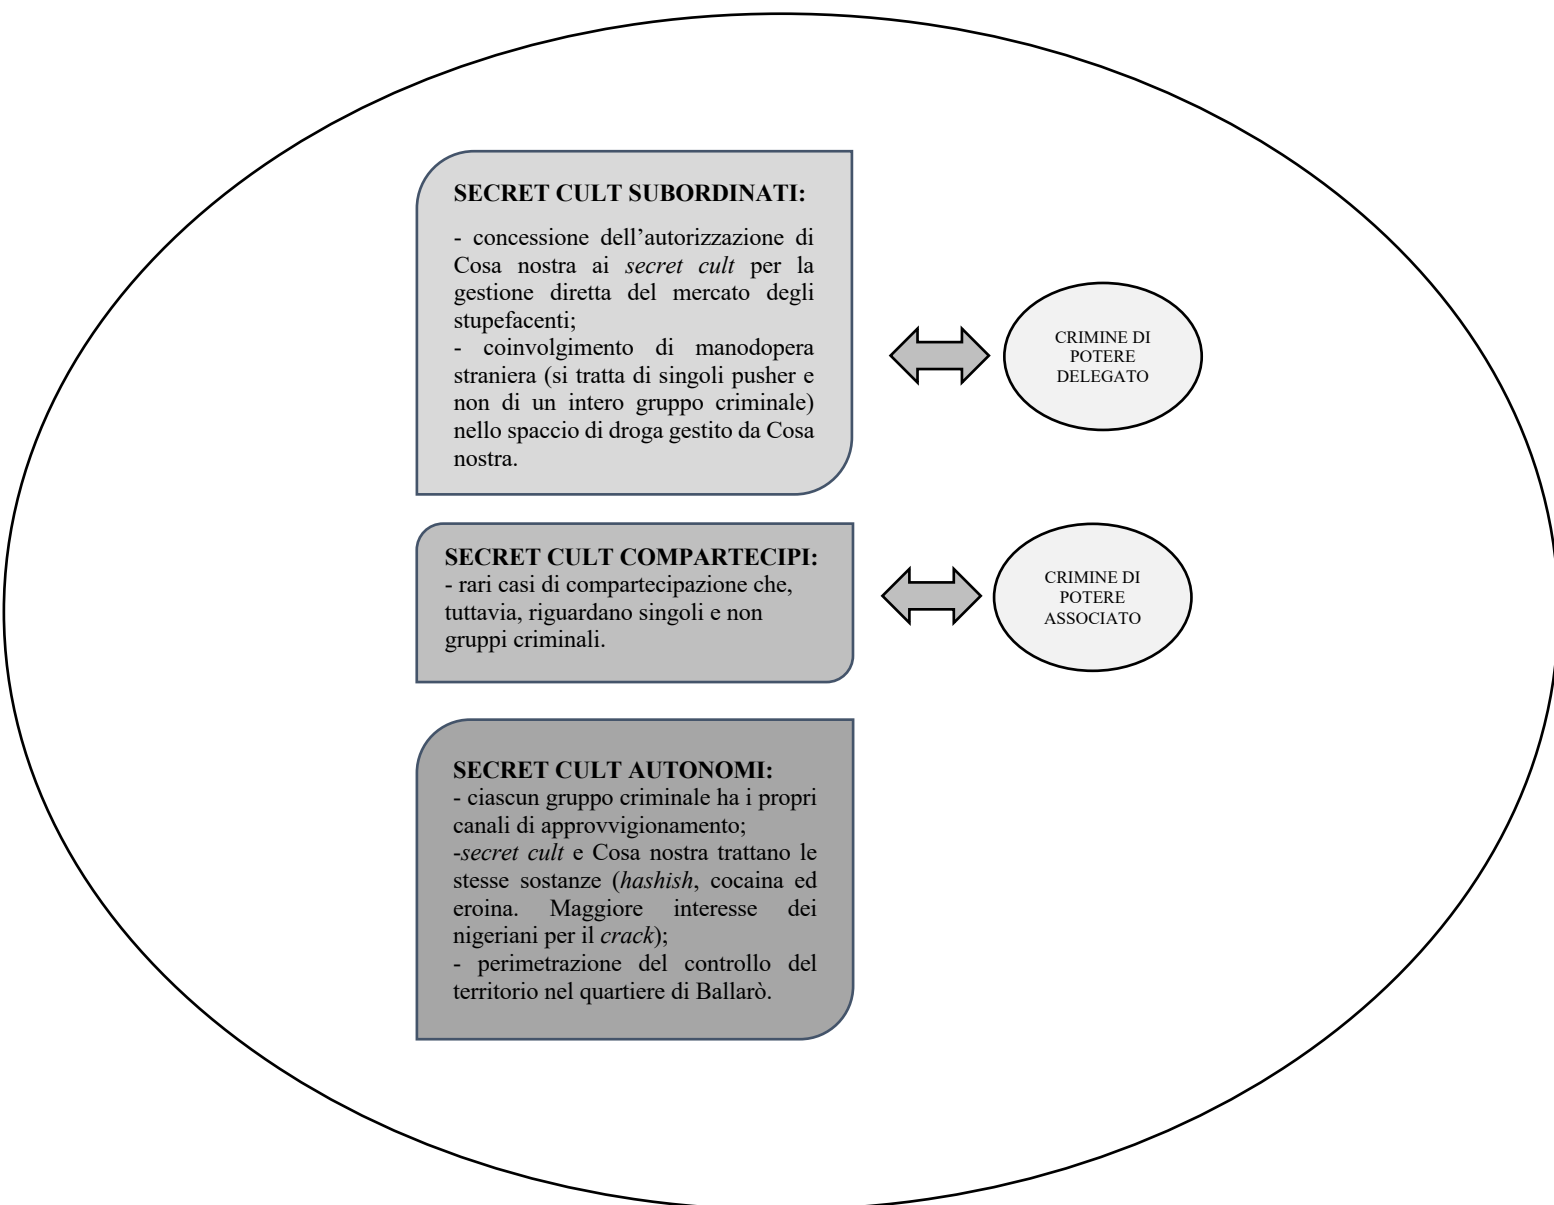 SECRET CULT SUBORDINATI:
- concessione dell’autorizzazione di
Cosa nostra ai secret cult per la
gestione diretta del mercato degli
stupefacenti;
- coinvolgimento di manodopera
straniera (si tratta di singoli pusher e
non di un intero gruppo criminale)
nello spaccio di droga gestito da Cosa
nostra.
CRIMINE DI
POTERE
DELEGATO
SECRET CULT COMPARTECIPI:
- rari casi di compartecipazione che,
tuttavia, riguardano singoli e non
gruppi criminali.
CRIMINE DI
POTERE
ASSOCIATO
SECRET CULT AUTONOMI:
- ciascun gruppo criminale ha i propri
canali di approvvigionamento;
-secret cult e Cosa nostra trattano le
stesse sostanze (hashish, cocaina ed
eroina. Maggiore interesse dei
nigeriani per il crack);
- perimetrazione del controllo del
territorio nel quartiere di Ballarò.